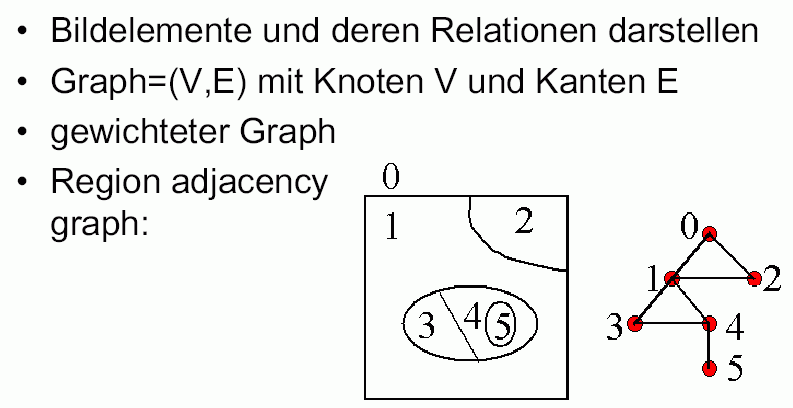 • Bildelemente und deren Relationen darstellen
• Graph=(V,E) mit Knoten V und Kanten E
• gewichteter Graph
• Region adjacency
graph:
0
1 2
3 4 5
0
1 2
3 4
5